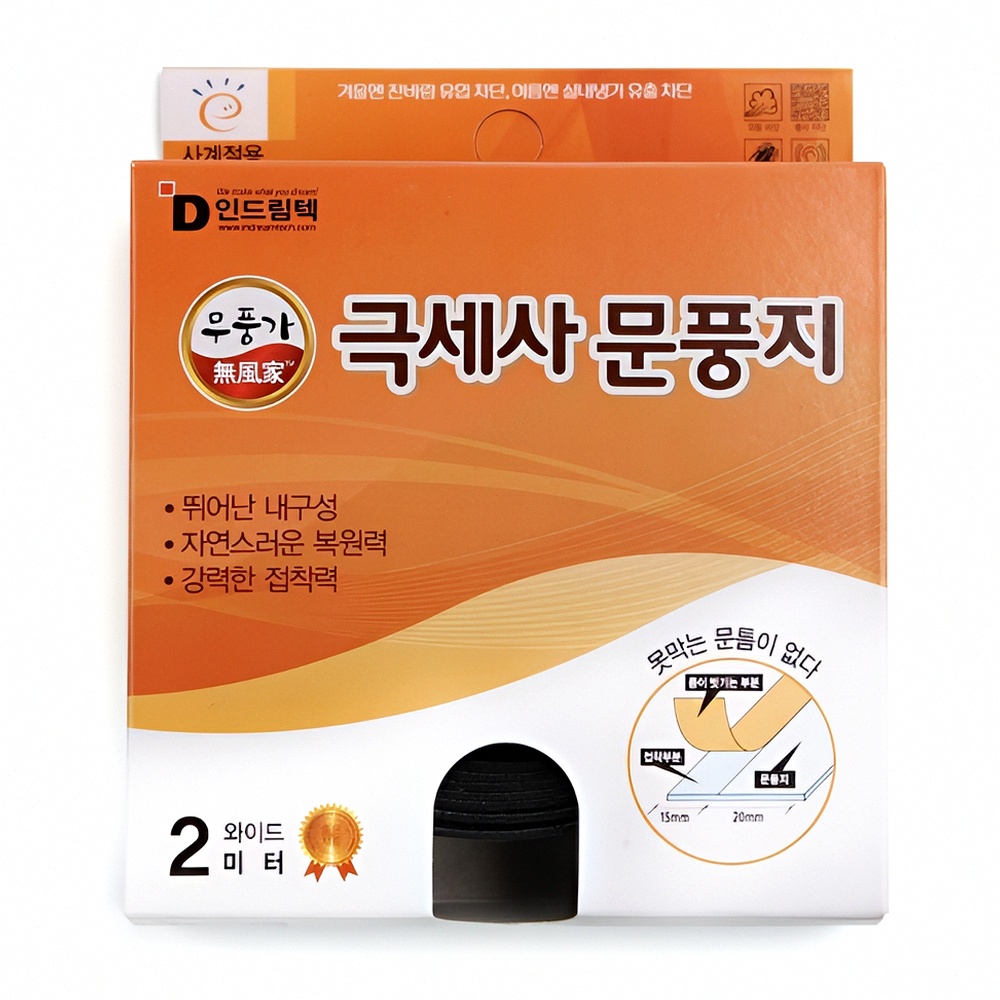 겨울엔 찬바람 유입 차단, 여름엔 실내냉기 유출 차단
사계절용
D 인드림텍
무풍가
無風家
극세사 문풍지
• 뛰어난 내구성
• 자연스러운 복원력
• 강력한 접착력
못막는 문틈이 없다
종이 벗기는 부분
접착부분
문풍지
15mm 20mm
2 와이드
미터